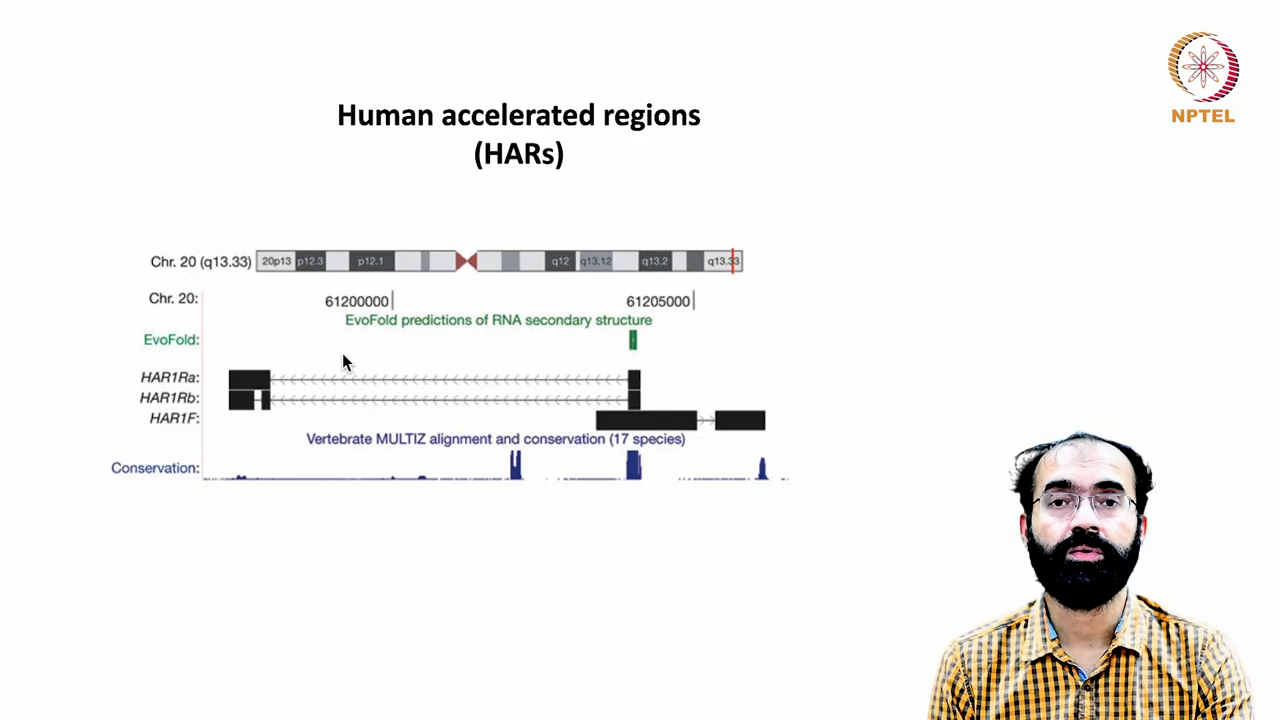 NPTEL
Human accelerated regions
(HARs)
Chr. 20 (q13.33) 20p13 p12.3 p12.1 q12 q13.12 q13.2 q13.33
Chr. 20: 61200000 61205000
EvoFold predictions of RNA secondary structure
EvoFold:
HAR1Ra:
HAR1Rb:
HAR1F:
Vertebrate MULTIZ alignment and conservation (17 species)
Conservation: